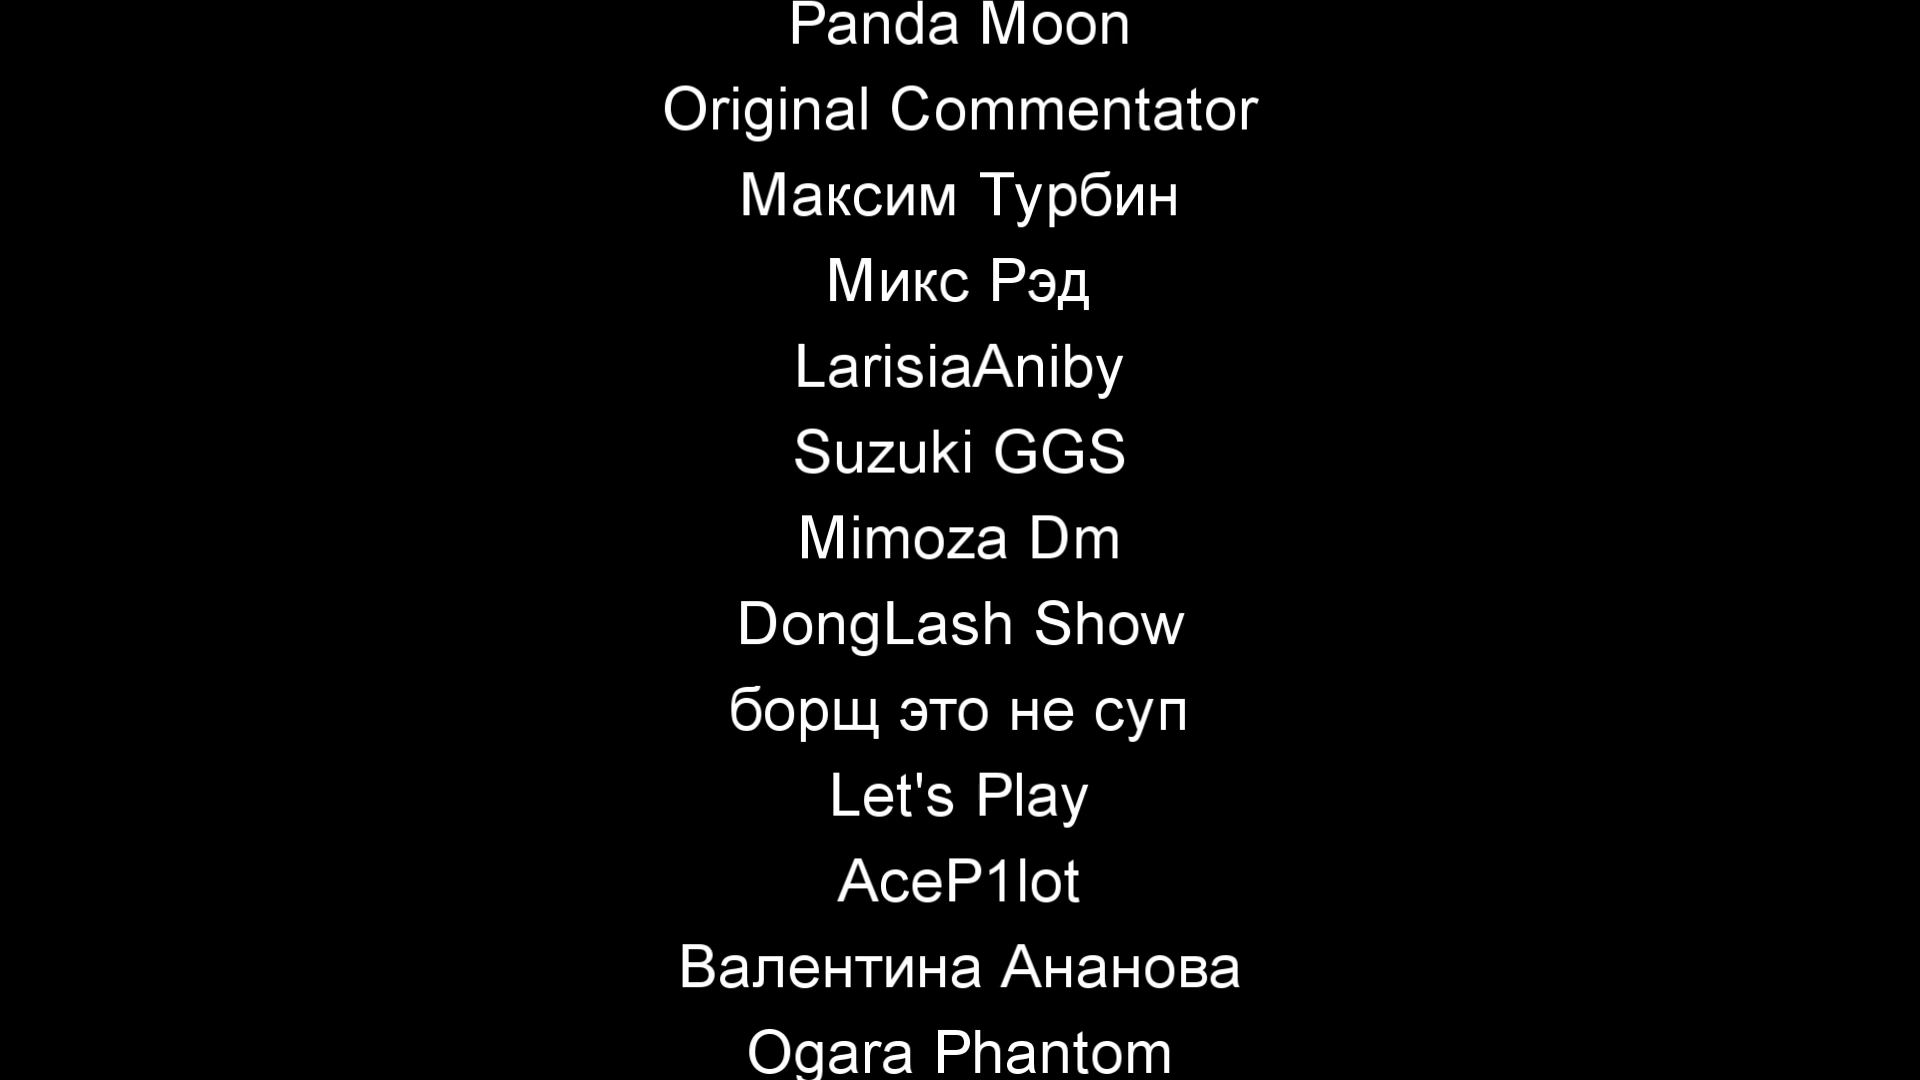 Panda Moon
Original Commentator
Максим Турбин
Микс Рэд
LarisiaAniby
Suzuki GGS
Mimoza Dm
DongLash Show
борщ это не суп
Let's Play
AceP1lot
Валентина Ананова
Ogara Phantom